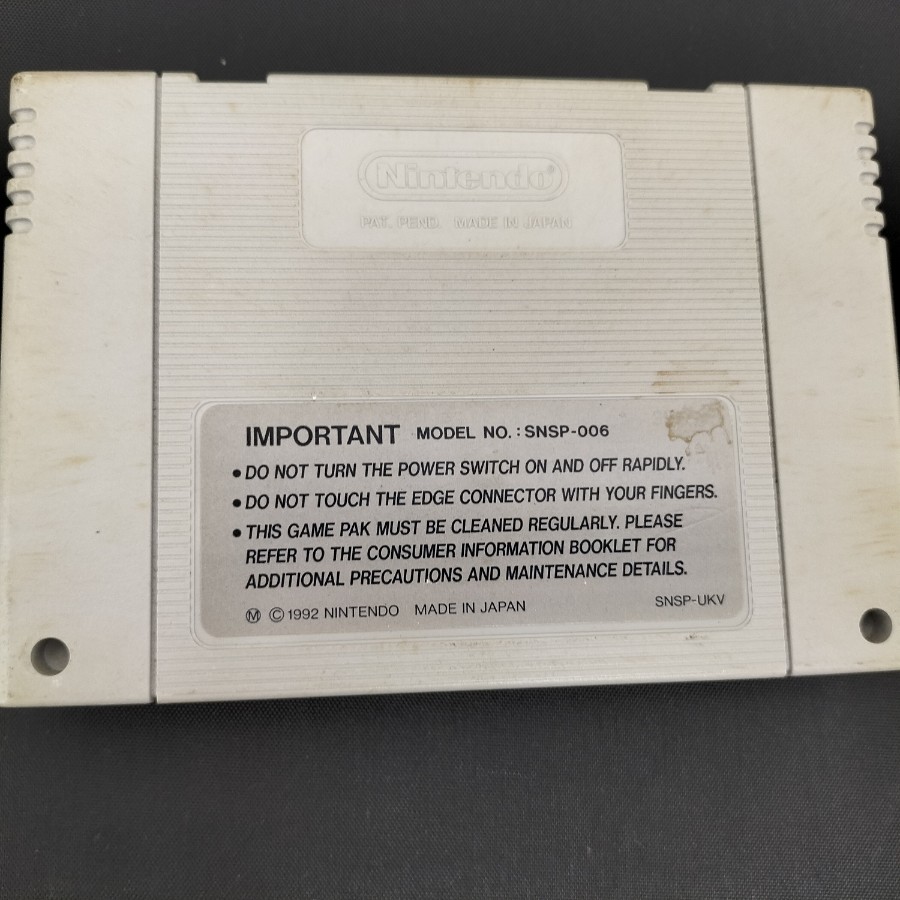 Nintendo®
PAT. PEND. MADE IN JAPAN
IMPORTANT MODEL NO.: SNSP-006
• DO NOT TURN THE POWER SWITCH ON AND OFF RAPIDLY.
• DO NOT TOUCH THE EDGE CONNECTOR WITH YOUR FINGERS.
• THIS GAME PAK MUST BE CLEANED REGULARLY. PLEASE
REFER TO THE CONSUMER INFORMATION BOOKLET FOR
ADDITIONAL PRECAUTIONS AND MAINTENANCE DETAILS.
Ⓜ ©1992 NINTENDO MADE IN JAPAN SNSP-UKV